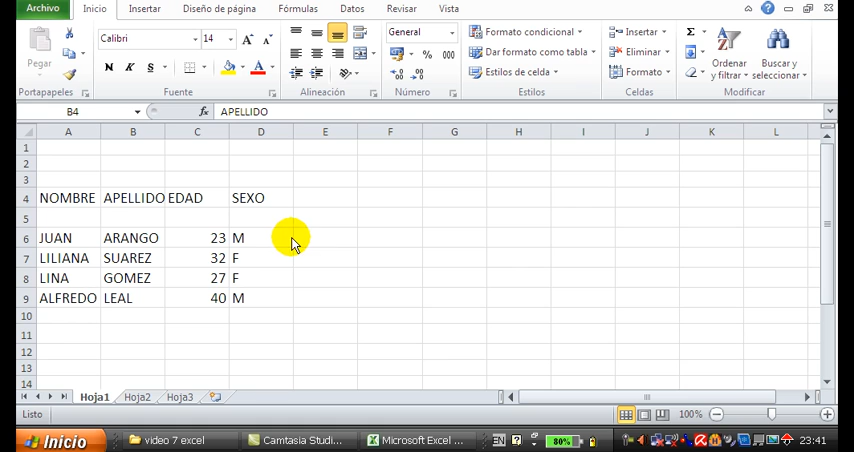 Archivo Inicio Insertar Diseño de página Fórmulas Datos Revisar Vista
Pegar
Calibri 14
N K S
A A
A
General
% 000
Formato condicional
Dar formato como tabla
Estilos de celda
Insertar
Eliminar
Formato
Σ
Ordenar y filtrar
Buscar y seleccionar
Portapapeles Fuente Alineación Número Estilos Celdas Modificar
B4 fx APELLIDO
A B C D E F G H I J K L
1
2
3
4 NOMBRE APELLIDO EDAD SEXO
5
6 JUAN ARANGO 23 M
7 LILIANA SUAREZ 32 F
8 LINA GOMEZ 27 F
9 ALFREDO LEAL 40 M
10
11
12
13
14
Hoja1 Hoja2 Hoja3
Listo 100%
Inicio video 7 excel Camtasia Studi... Microsoft Excel ... EN 80% 23:41